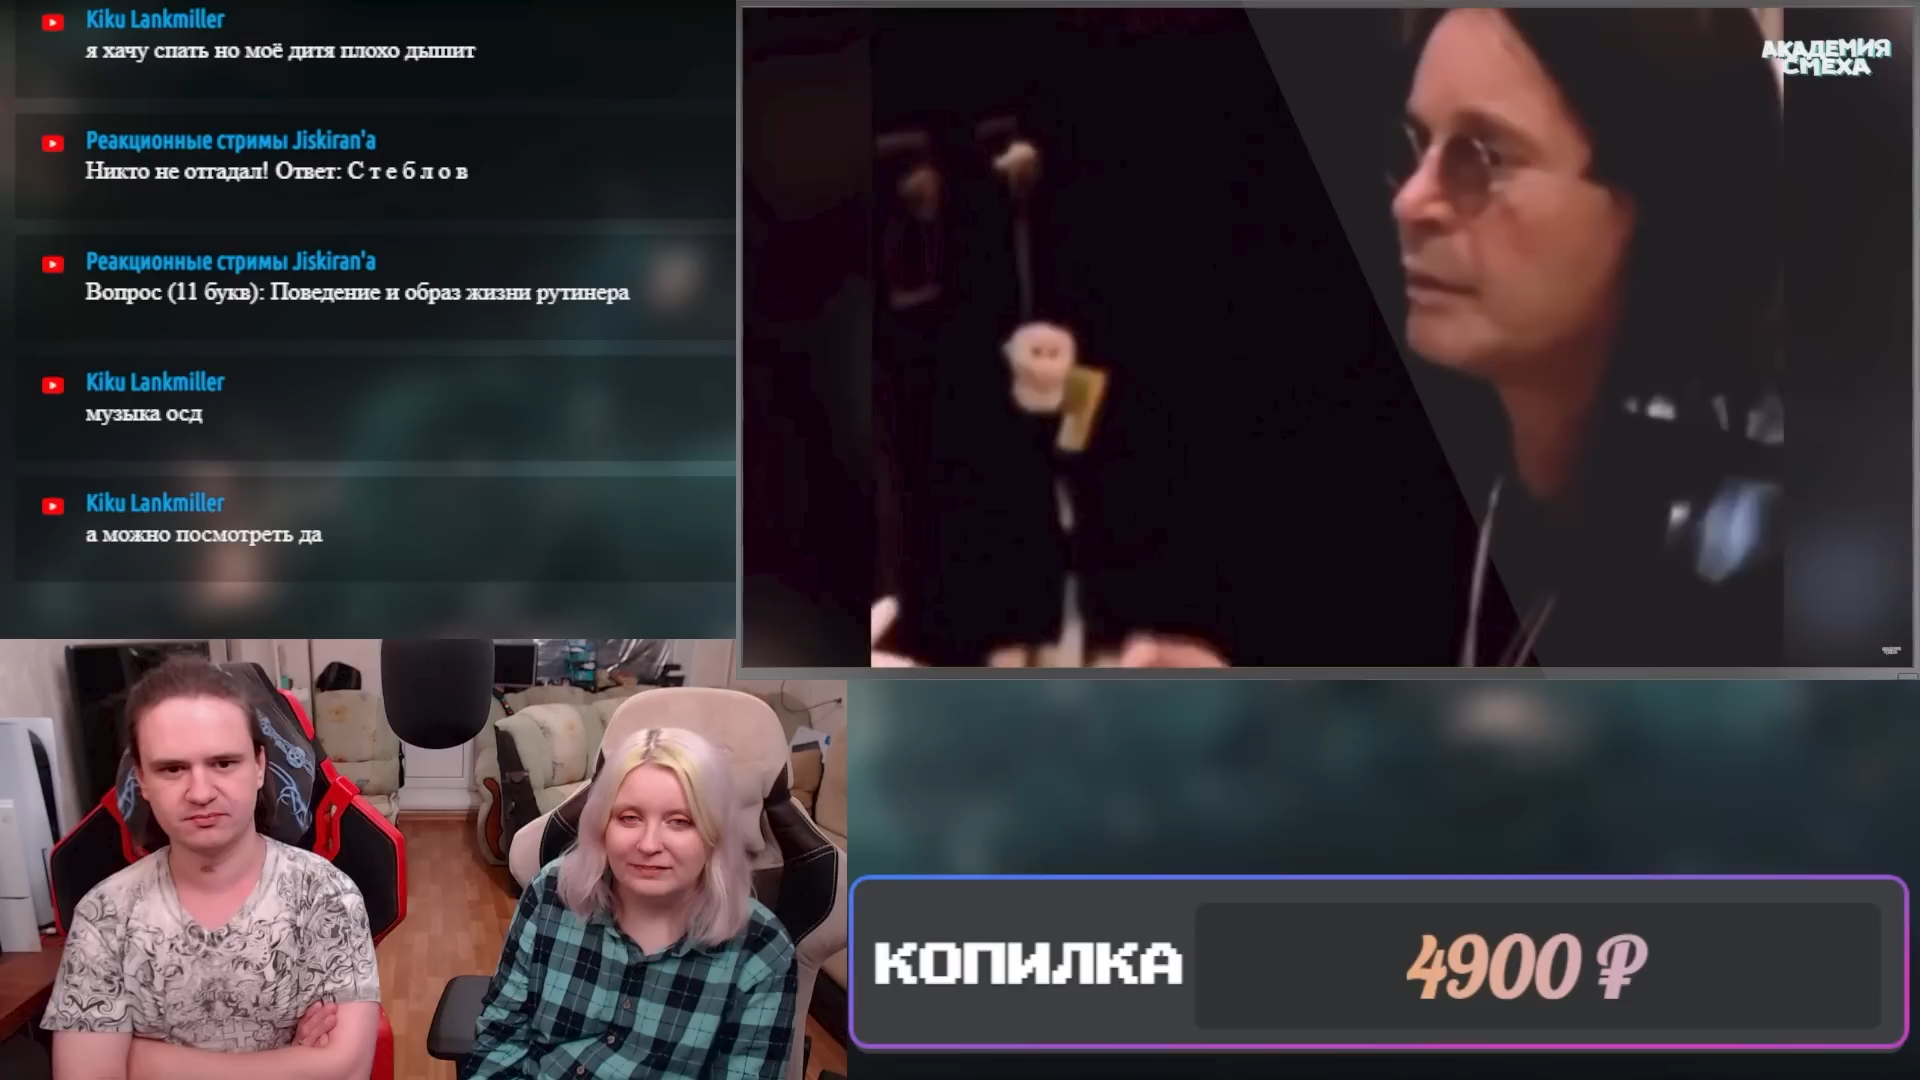 Kiku Lankmiller
я хачу спать но моё дитя плохо дышит
Реакционные стримы Jiskiran'a
Никто не отгадал! Ответ: С т е б л о в
Реакционные стримы Jiskiran'a
Вопрос (11 букв): Поведение и образ жизни рутинера
Kiku Lankmiller
музыка осд
Kiku Lankmiller
а можно посмотреть да
АКАДЕМИЯ
СМЕХА
КОПИЛКА
4900 ₽